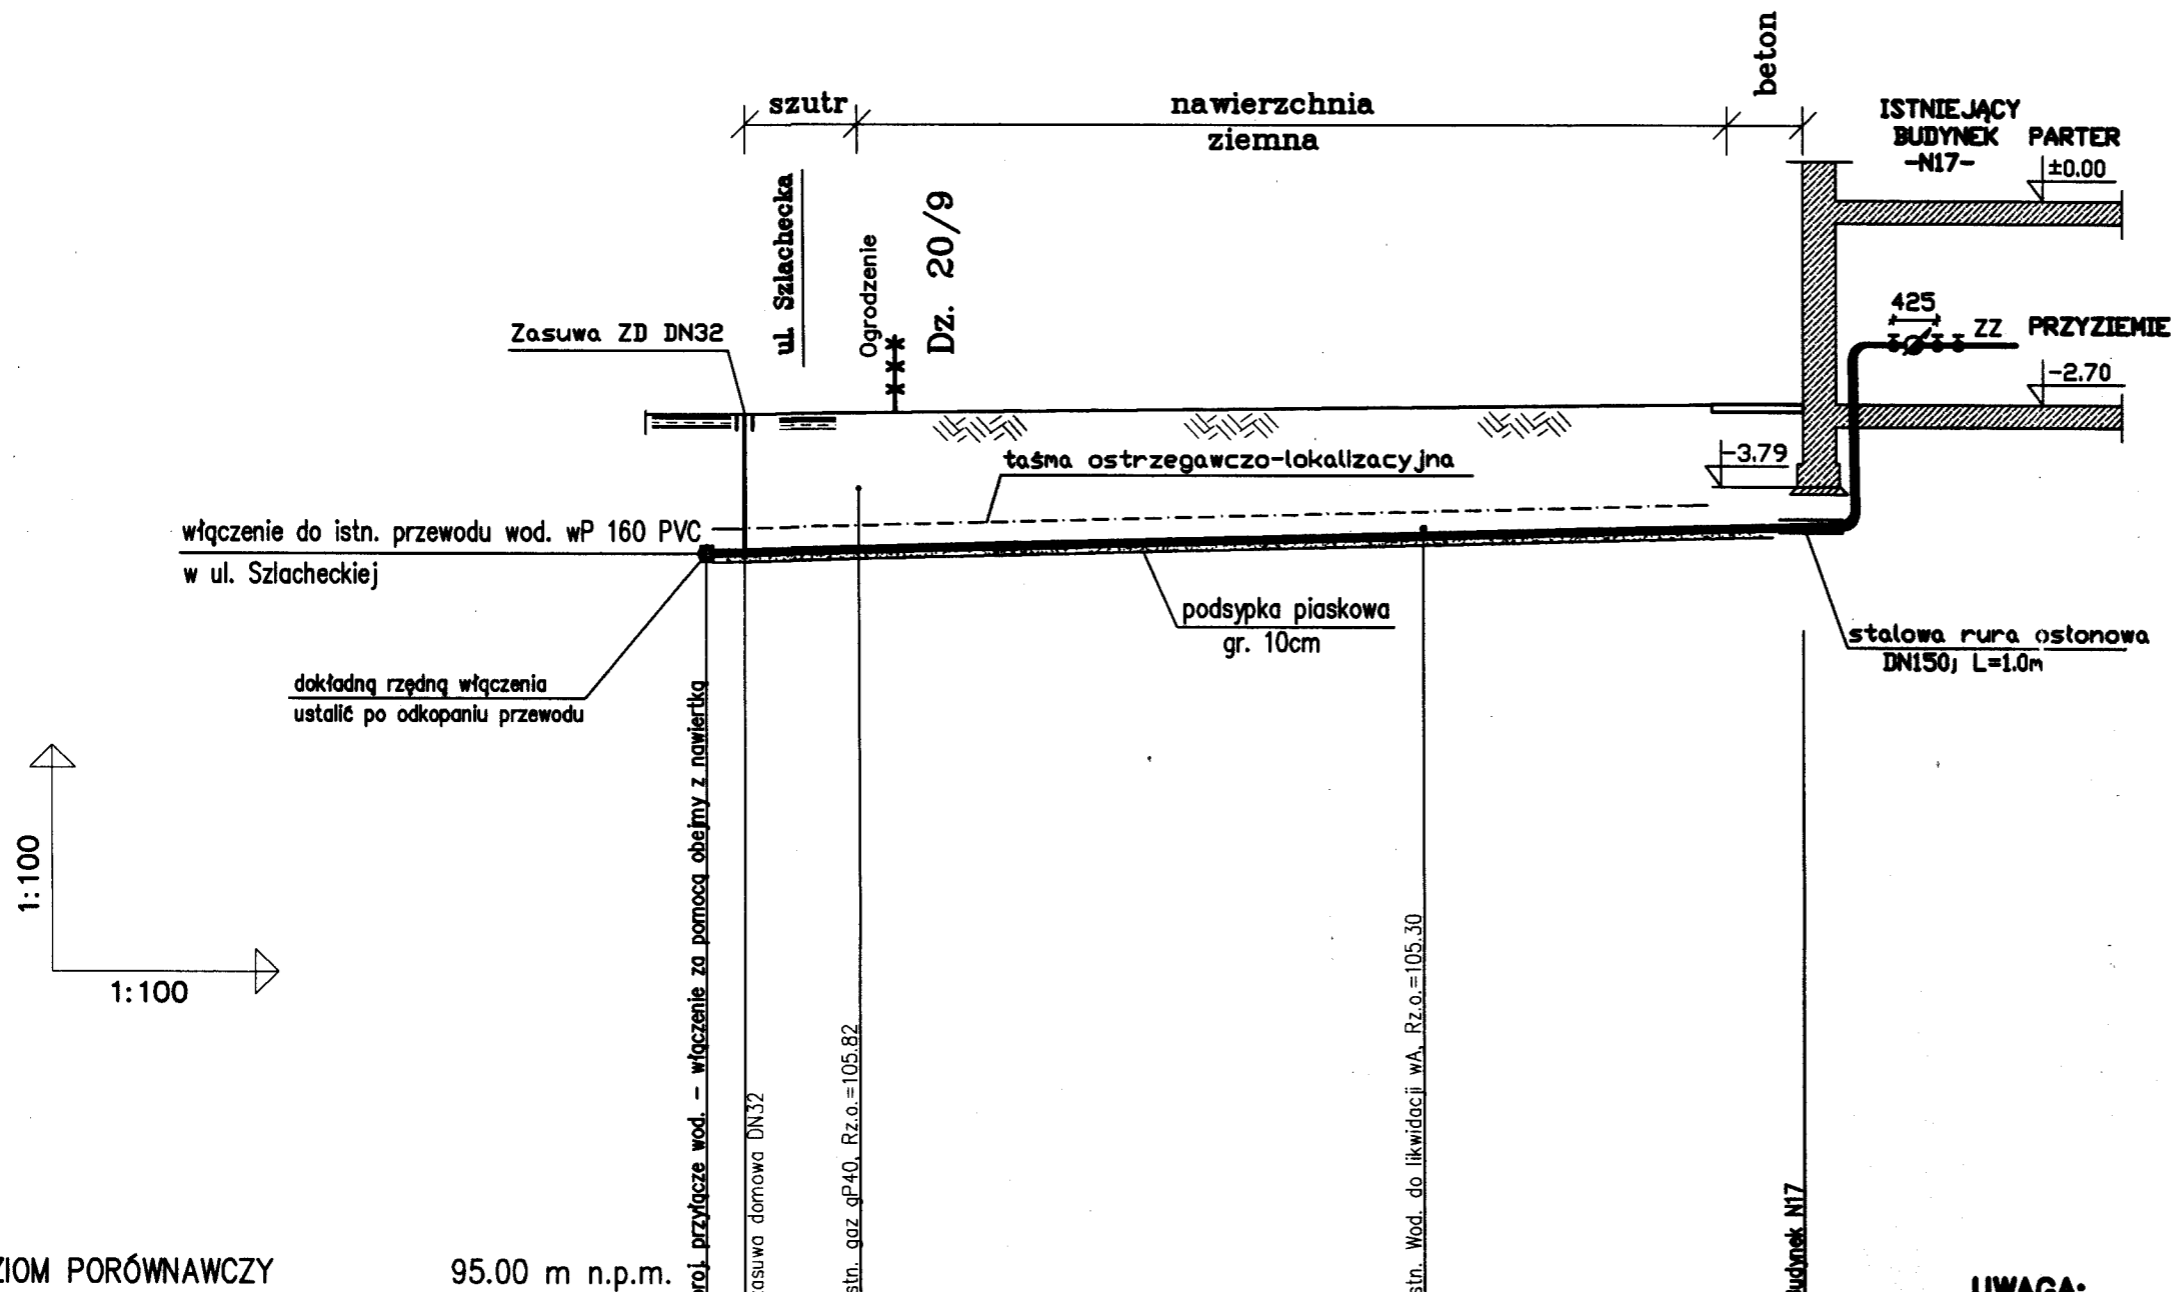 beton
szutr
nawierzchnia
ziemna
ISTNIEJĄCY
BUDYNEK
-N17-
PARTER
±0.00
ul. Szlachecka
Ogrodzenie
Dz. 20/9
Zasuwa ZD DN32
425
ZZ
PRZYZIEMIE
-2.70
taśma ostrzegawczo-lokalizacyjna
-3.79
włączenie do istn. przewodu wod. wP 160 PVC
w ul. Szlacheckiej
podsypka piaskowa
gr. 10cm
stalowa rura osłonowa
DN150; L=1.0m
dokładną rzędną włączenia
ustalić po odkopaniu przewodu
1:100
1:100
proj. przyłącze wod. – włączenie za pomocą obejmy z nawiertką
zasuwa domowa DN32
stn. gaz gP40, Rz.o.=105.82
stn. Wod. do likwidacji wA, Rz.o.=105.30
Budynek N17
ZIOM PORÓWNAWCZY
95.00 m n.p.m.
UWAGA: